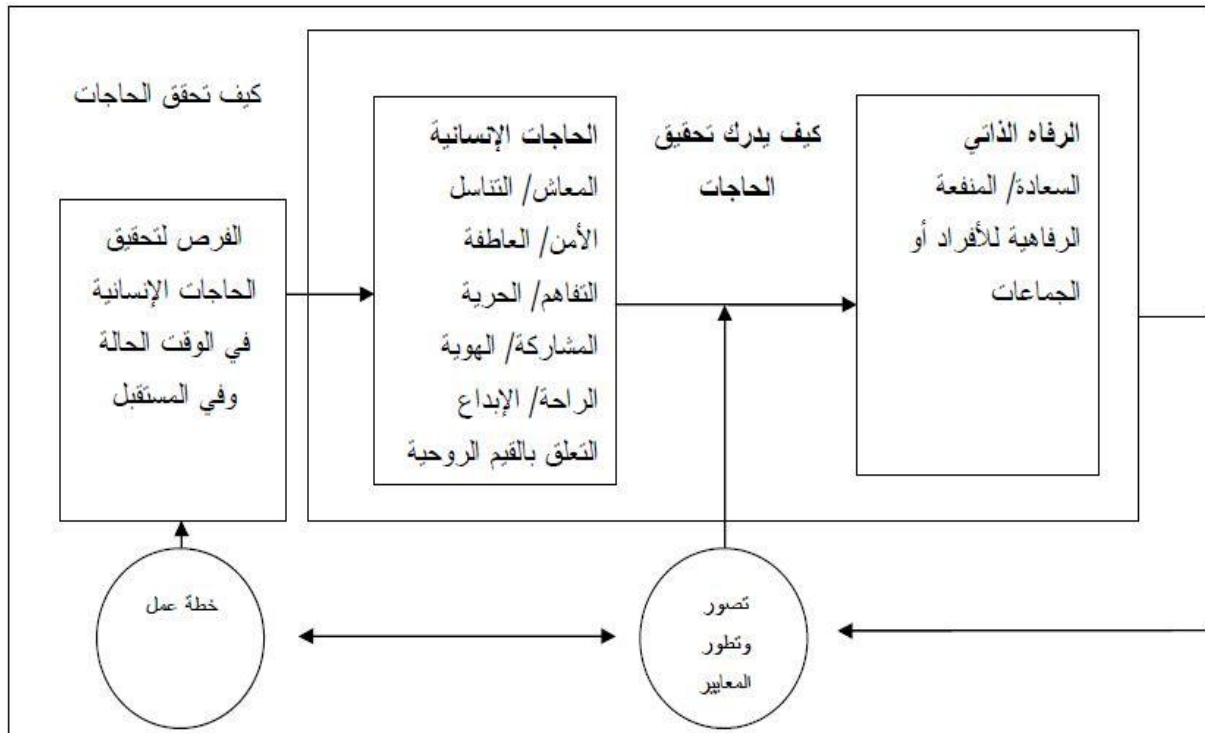 كيف تحقق الحاجات
الرفاه الذاتي
السعادة/ المنفعة
الرفاهية للأفراد أو
الجماعات
كيف يدرك تحقيق
الحاجات
الحاجات الإنسانية
المعاش/ التناسل
الأمن/ العاطفة
التفاهم/ الحرية
المشاركة/ الهوية
الراحة/ الإبداع
التعلق بالقيم الروحية
الفرص لتحقيق
الحاجات الإنسانية
في الوقت الحالة
وفي المستقبل
تصور
وتطور
المعايير
خطة عمل